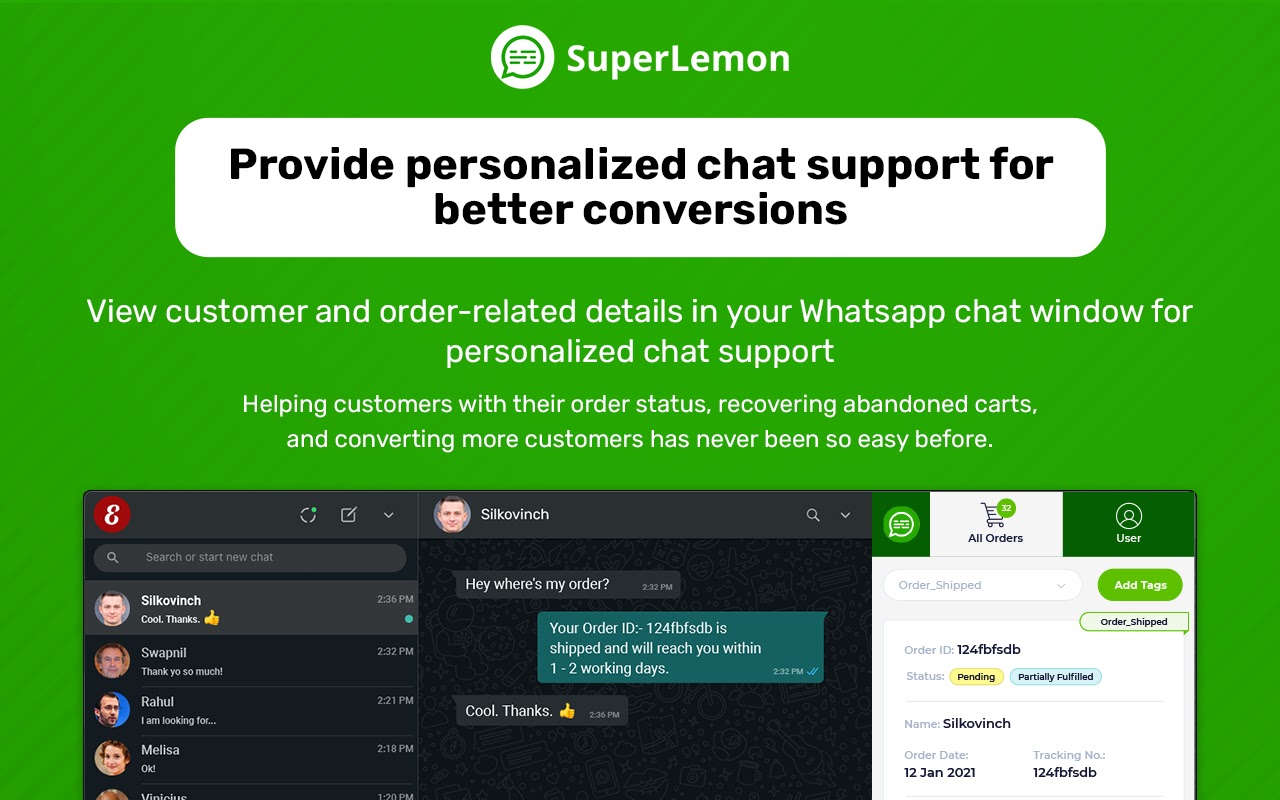 SuperLemon
Provide personalized chat support for
better conversions
View customer and order-related details in your Whatsapp chat window for
personalized chat support
Helping customers with their order status, recovering abandoned carts,
and converting more customers has never been so easy before.
Silkovinch
32
All Orders
User
Search or start new chat
Order_Shipped
Add Tags
Order_Shipped
Silkovinch
2:36 PM
Cool. Thanks. 👍
Swapnil
2:32 PM
Thank yo so much!
Rahul
2:21 PM
I am looking for...
Melisa
2:18 PM
Ok!
Vinicius
1:20 PM
Hey where's my order?
2:32 PM
Your Order ID:- 124fbfsdb is
shipped and will reach you within
1 - 2 working days.
2:32 PM
Cool. Thanks. 👍
2:36 PM
Order ID: 124fbfsdb
Status: Pending Partially Fulfilled
Name: Silkovinch
Order Date: Tracking No.:
12 Jan 2021 124fbfsdb